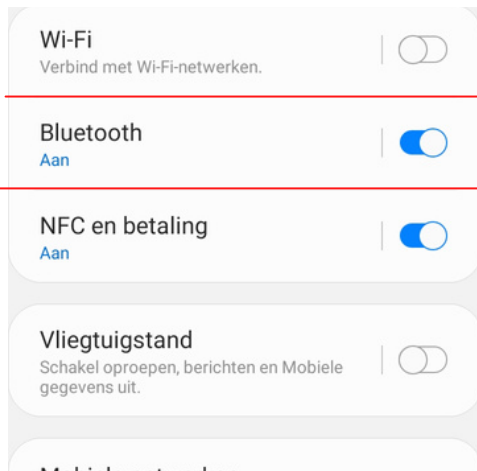 Wi-Fi
Verbind met Wi-Fi-netwerken.
Bluetooth
Aan
NFC en betaling
Aan
Vliegtuigstand
Schakel oproepen, berichten en Mobiele
gegevens uit.